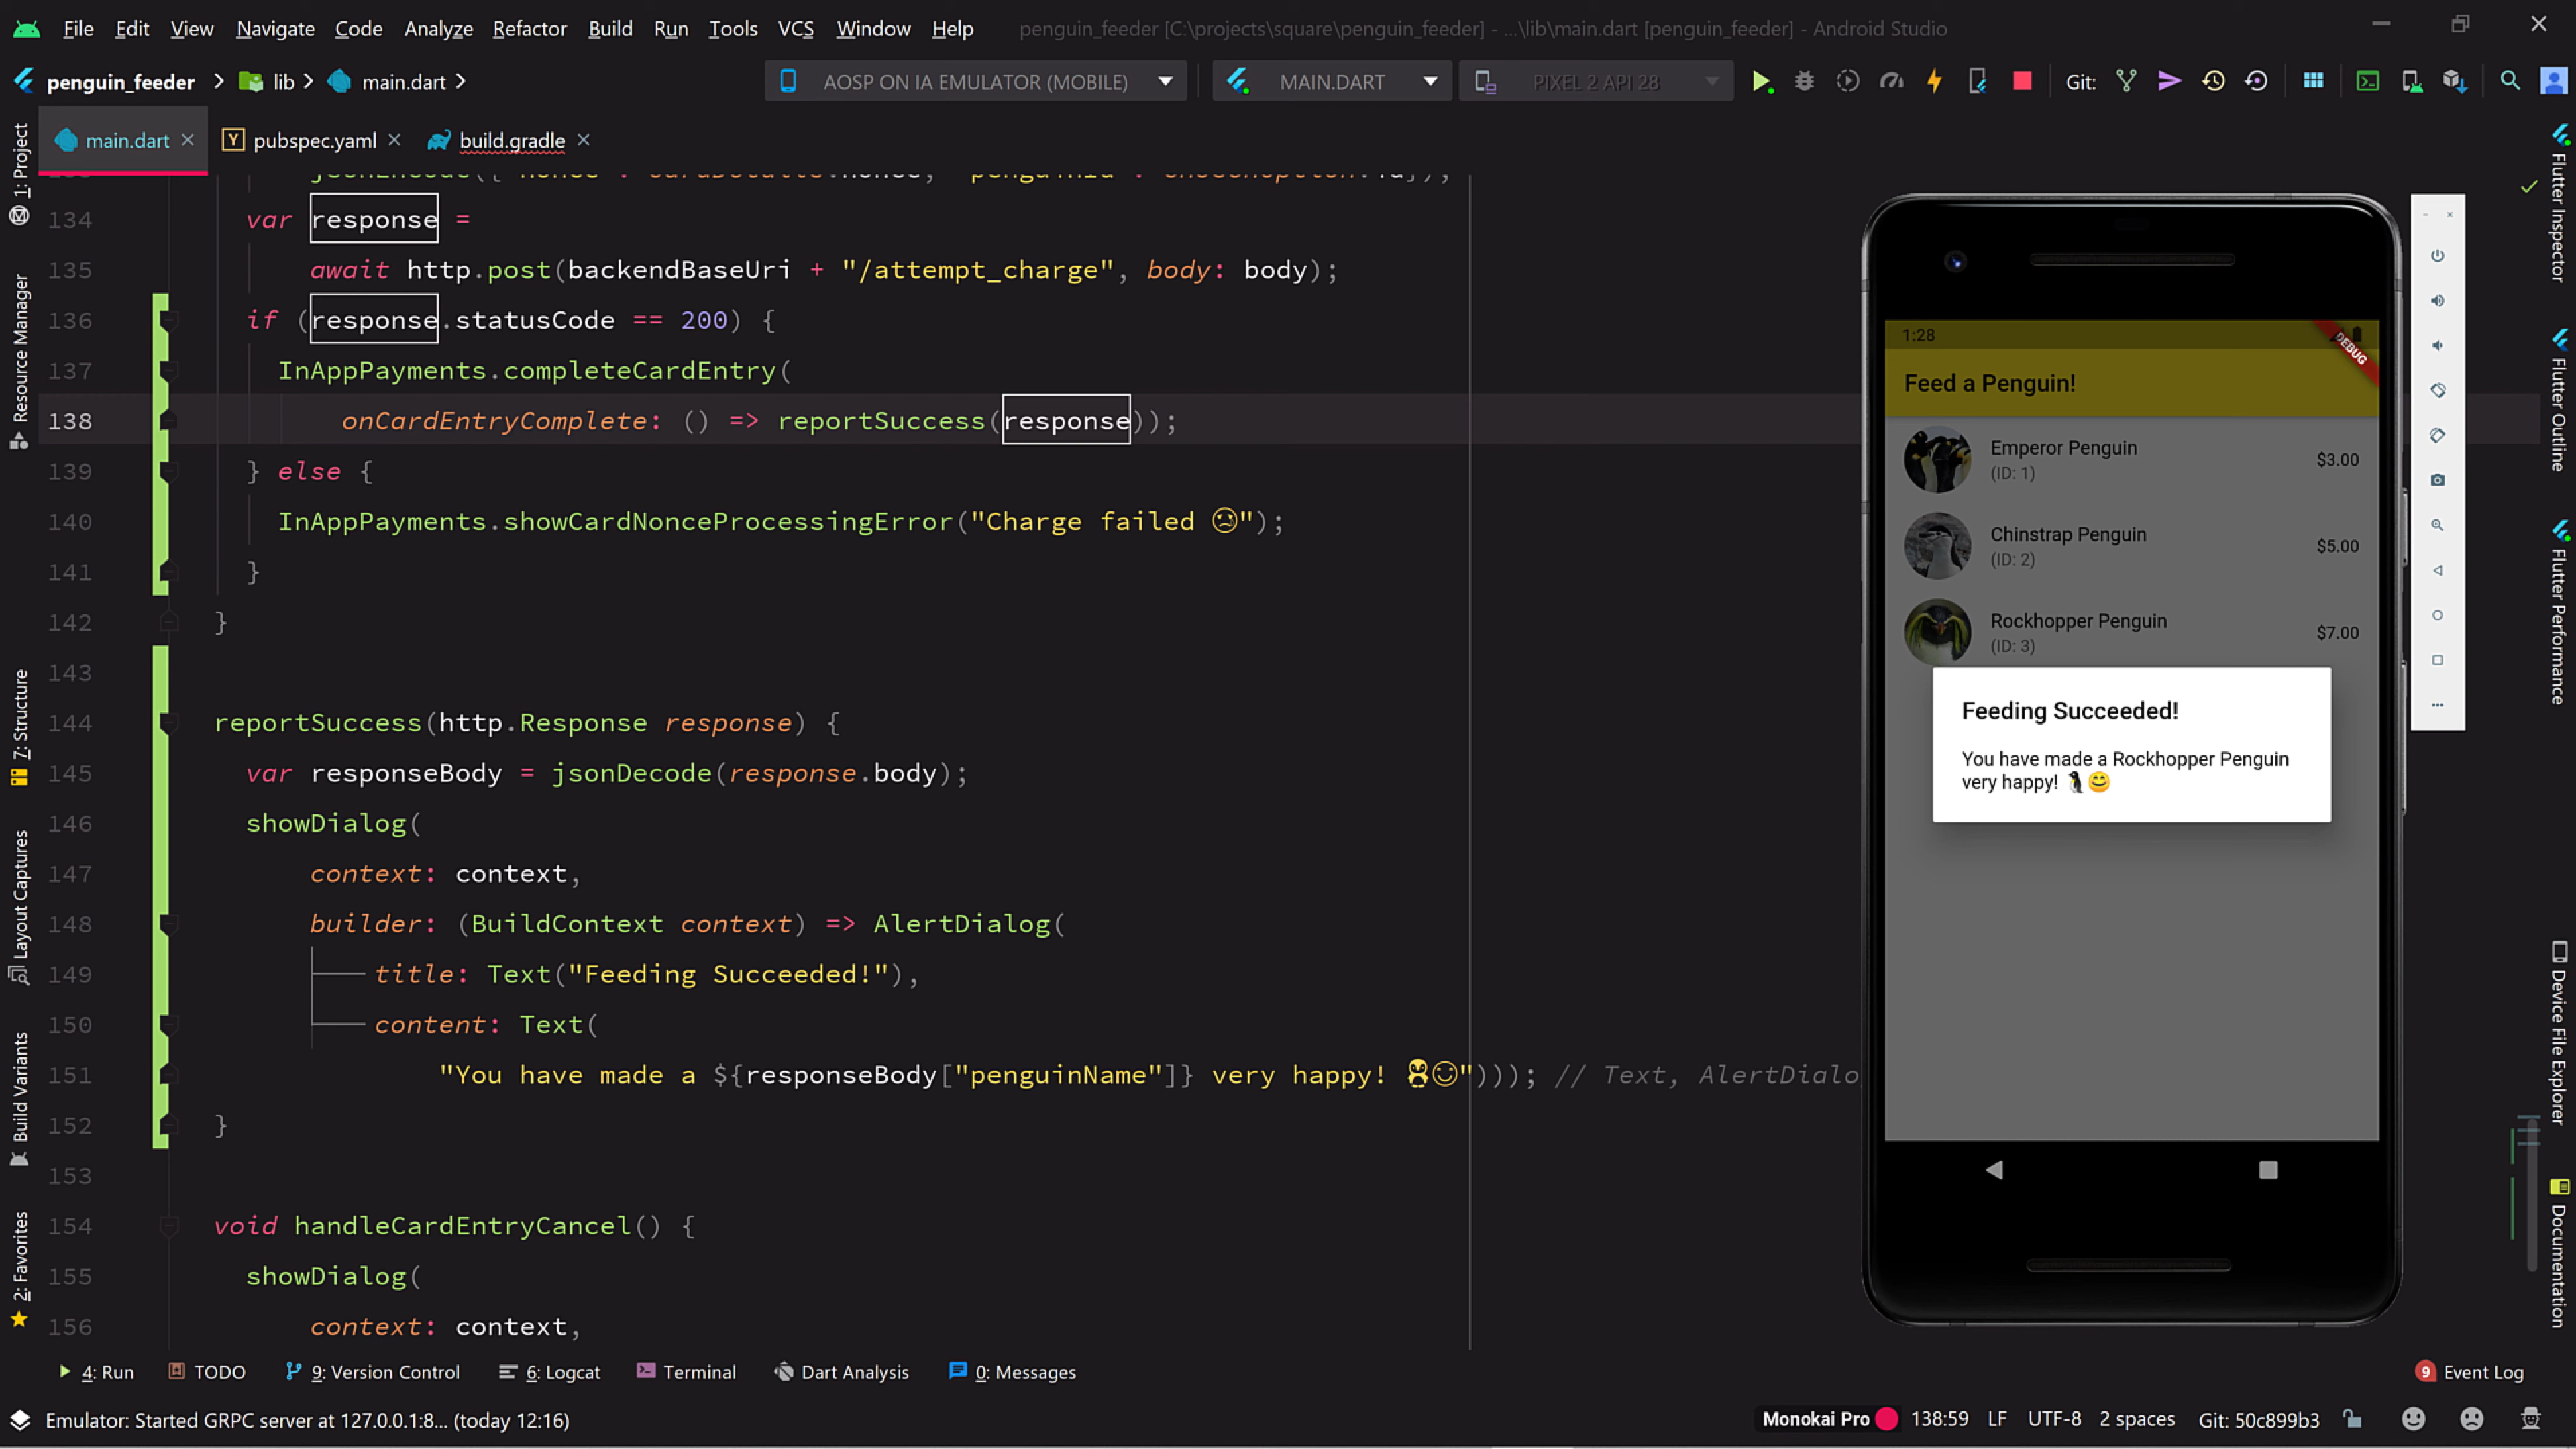 File Edit View Navigate Code Analyze Refactor Build Run Tools VCS Window Help penguin_feeder [C:\projects\square\penguin_feeder] - ...\lib\main.dart [penguin_feeder] - Android Studio
penguin_feeder lib main.dart AOSP ON IA EMULATOR (MOBILE) MAIN.DART PIXEL 2 API 28 Git:
main.dart pubspec.yaml build.gradle
134 var response =
135 await http.post(backendBaseUri + "/attempt_charge", body: body);
136 if (response.statusCode == 200) {
137 InAppPayments.completeCardEntry(
138 onCardEntryComplete: () => reportSuccess(response));
139 } else {
140 InAppPayments.showCardNonceProcessingError("Charge failed ☹");
141 }
142 }
143
144 reportSuccess(http.Response response) {
145 var responseBody = jsonDecode(response.body);
146 showDialog(
147 context: context,
148 builder: (BuildContext context) => AlertDialog(
149 title: Text("Feeding Succeeded!"),
150 content: Text(
151 "You have made a ${responseBody["penguinName"]} very happy! 🐧😊"))); // Text, AlertDialo
152 }
153
154 void handleCardEntryCancel() {
155 showDialog(
156 context: context,
1: Project
Resource Manager
7: Structure
Layout Captures
Build Variants
2: Favorites
1:28
DEBUG
Feed a Penguin!
Emperor Penguin
(ID: 1)
$3.00
Chinstrap Penguin
(ID: 2)
$5.00
Rockhopper Penguin
(ID: 3)
$7.00
Feeding Succeeded!
You have made a Rockhopper Penguin
very happy! 🐧😊
Flutter Inspector
Flutter Outline
Flutter Performance
Device File Explorer
Documentation
4: Run TODO 9: Version Control 6: Logcat Terminal Dart Analysis 0: Messages 9 Event Log
Emulator: Started GRPC server at 127.0.0.1:8... (today 12:16) Monokai Pro 138:59 LF UTF-8 2 spaces Git: 50c899b3